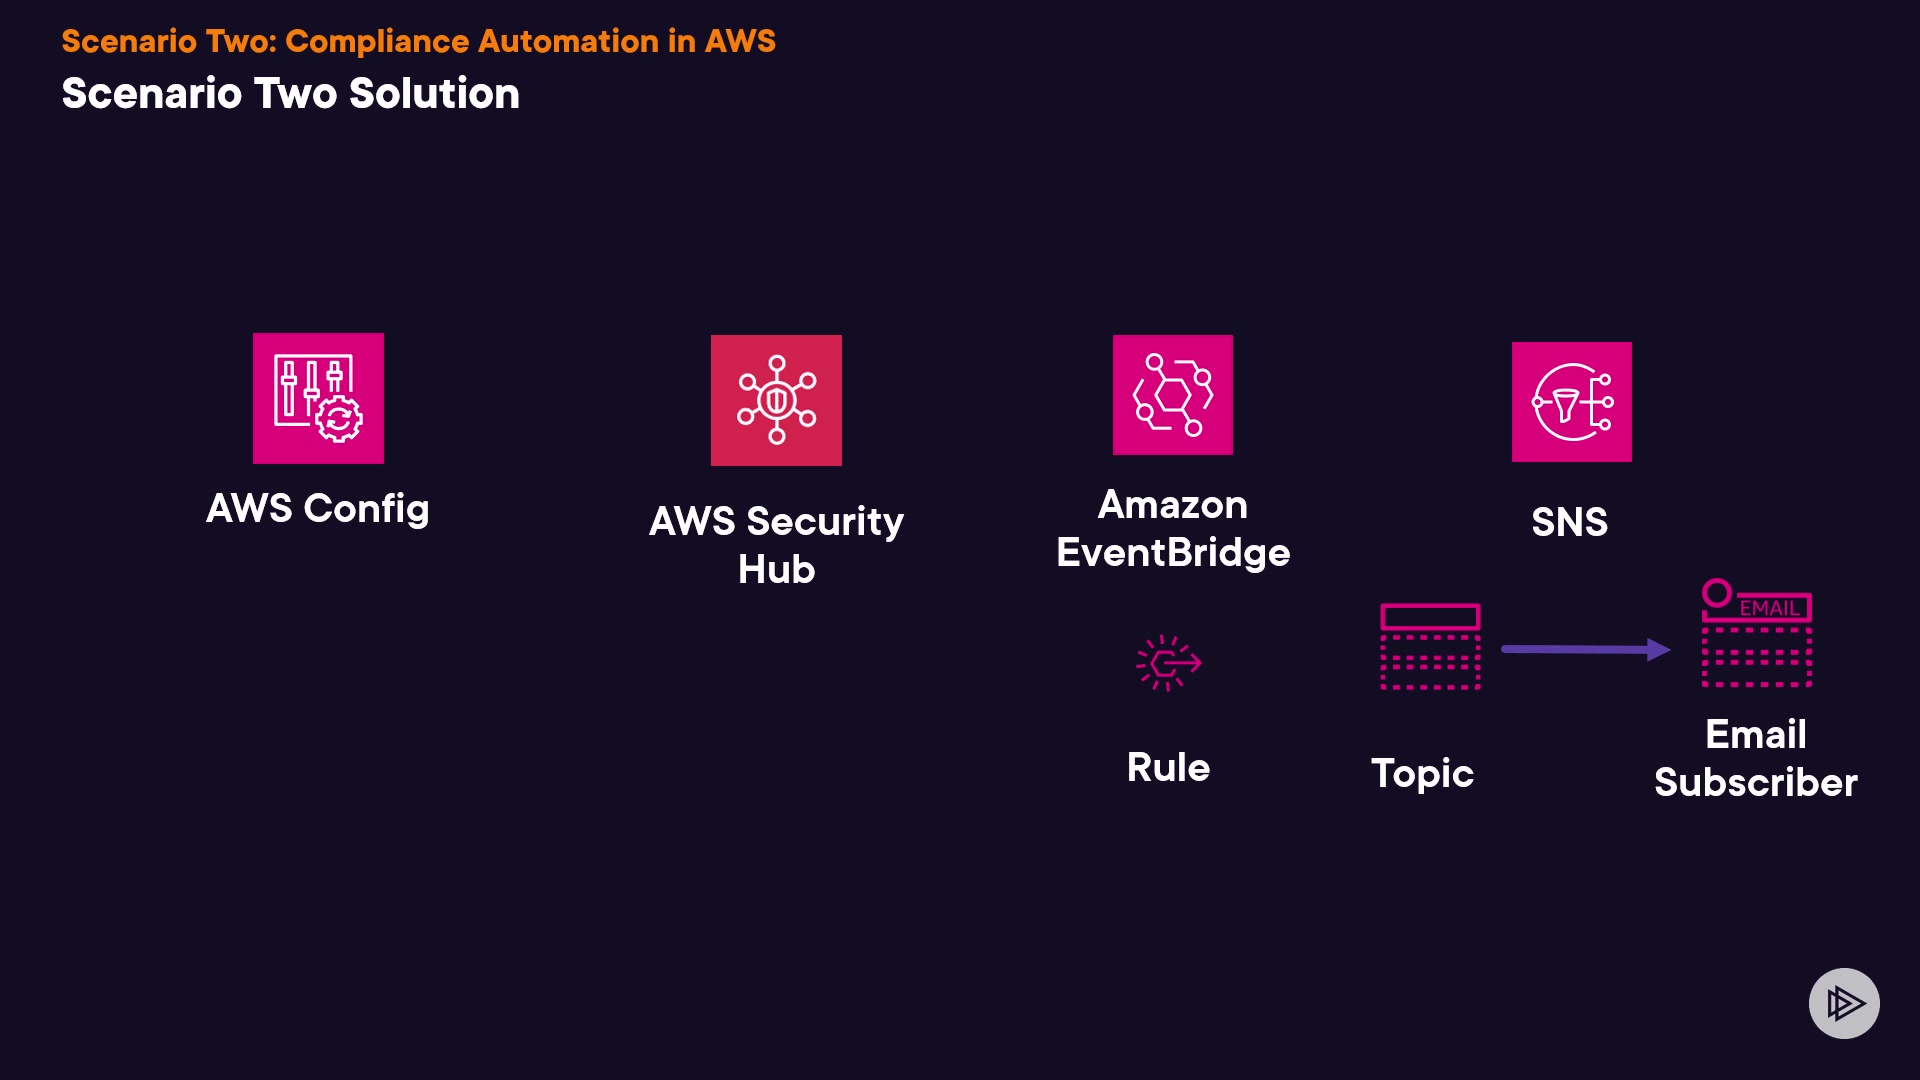 Scenario Two: Compliance Automation in AWS
Scenario Two Solution
AWS Config
AWS Security
Hub
Amazon
EventBridge
SNS
EMAIL
Rule
Topic
Email
Subscriber